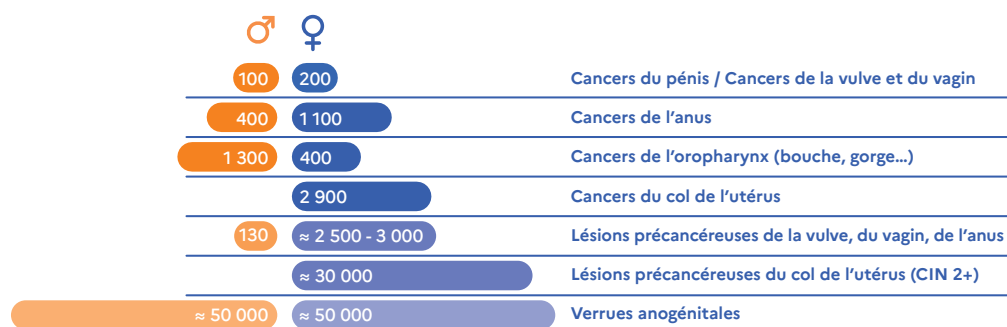 ♂ ♀
100 200 Cancers du pénis / Cancers de la vulve et du vagin
400 1 100 Cancers de l'anus
1 300 400 Cancers de l'oropharynx (bouche, gorge...)
2 900 Cancers du col de l'utérus
130 ≈ 2 500 - 3 000 Lésions précancéreuses de la vulve, du vagin, de l'anus
≈ 30 000 Lésions précancéreuses du col de l'utérus (CIN 2+)
≈ 50 000 ≈ 50 000 Verrues anogénitales